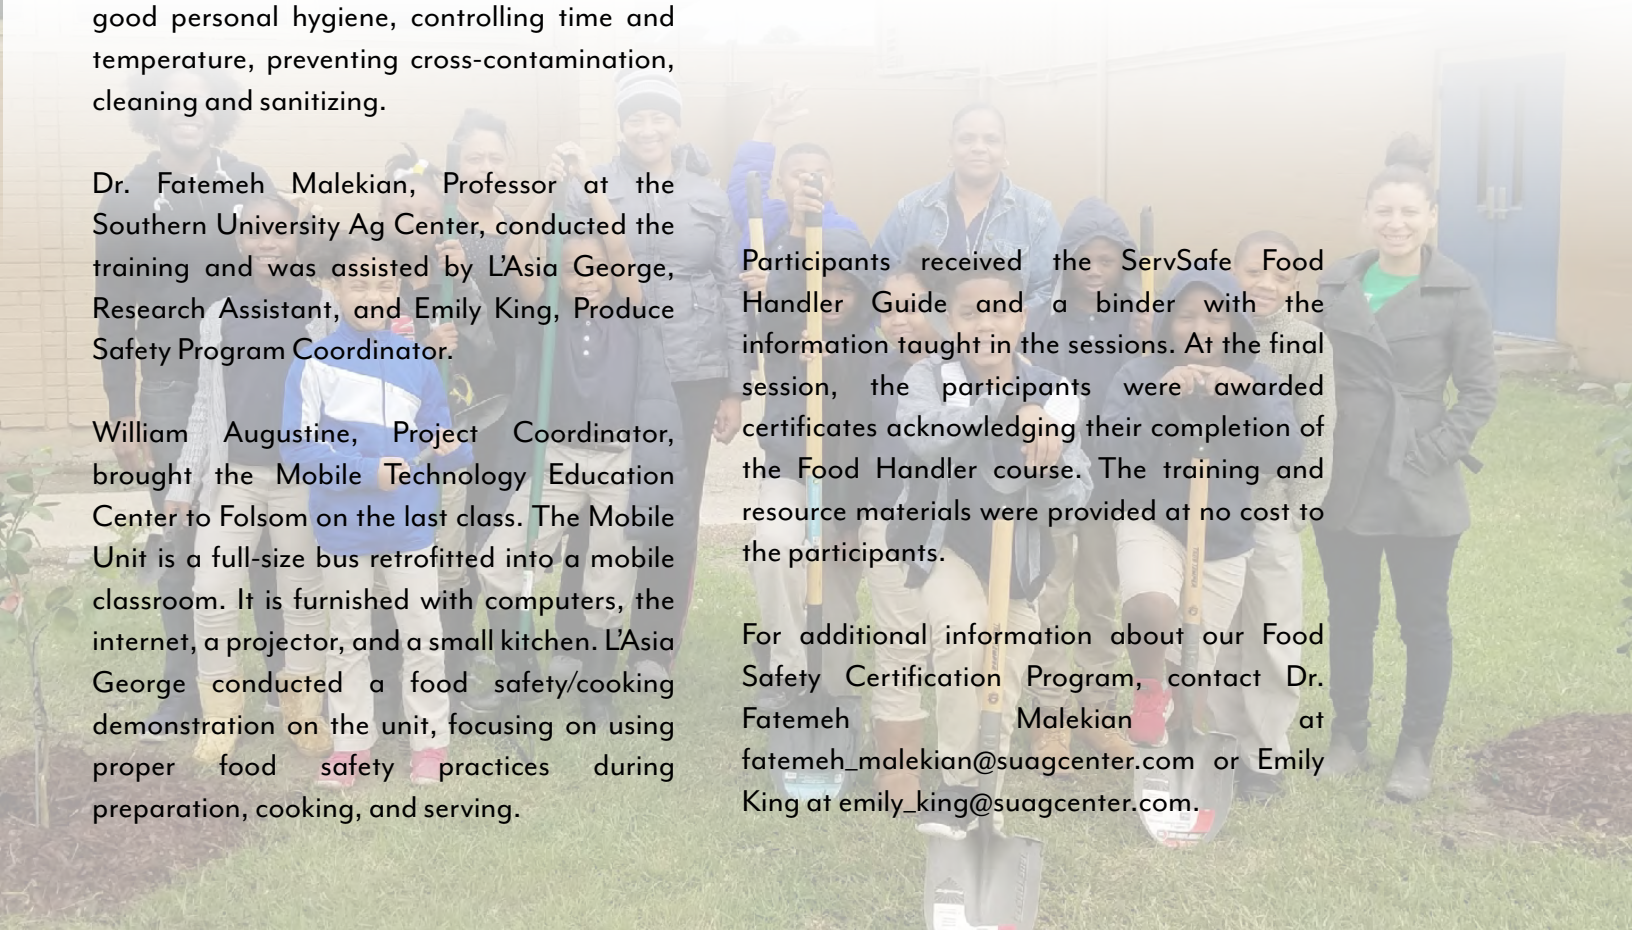 good personal hygiene, controlling time and
temperature, preventing cross-contamination,
cleaning and sanitizing.
Dr. Fatemeh Malekian, Professor at the
Southern University Ag Center, conducted the
training and was assisted by L'Asia George,
Research Assistant, and Emily King, Produce
Safety Program Coordinator.
William Augustine, Project Coordinator,
brought the Mobile Technology Education
Center to Folsom on the last class. The Mobile
Unit is a full-size bus retrofitted into a mobile
classroom. It is furnished with computers, the
internet, a projector, and a small kitchen. L'Asia
George conducted a food safety/cooking
demonstration on the unit, focusing on using
proper food safety practices during
preparation, cooking, and serving.
Participants received the ServSafe Food
Handler Guide and a binder with the
information taught in the sessions. At the final
session, the participants were awarded
certificates acknowledging their completion of
the Food Handler course. The training and
resource materials were provided at no cost to
the participants.
For additional information about our Food
Safety Certification Program, contact Dr.
Fatemeh Malekian at
fatemeh_malekian@suagcenter.com or Emily
King at emily_king@suagcenter.com.